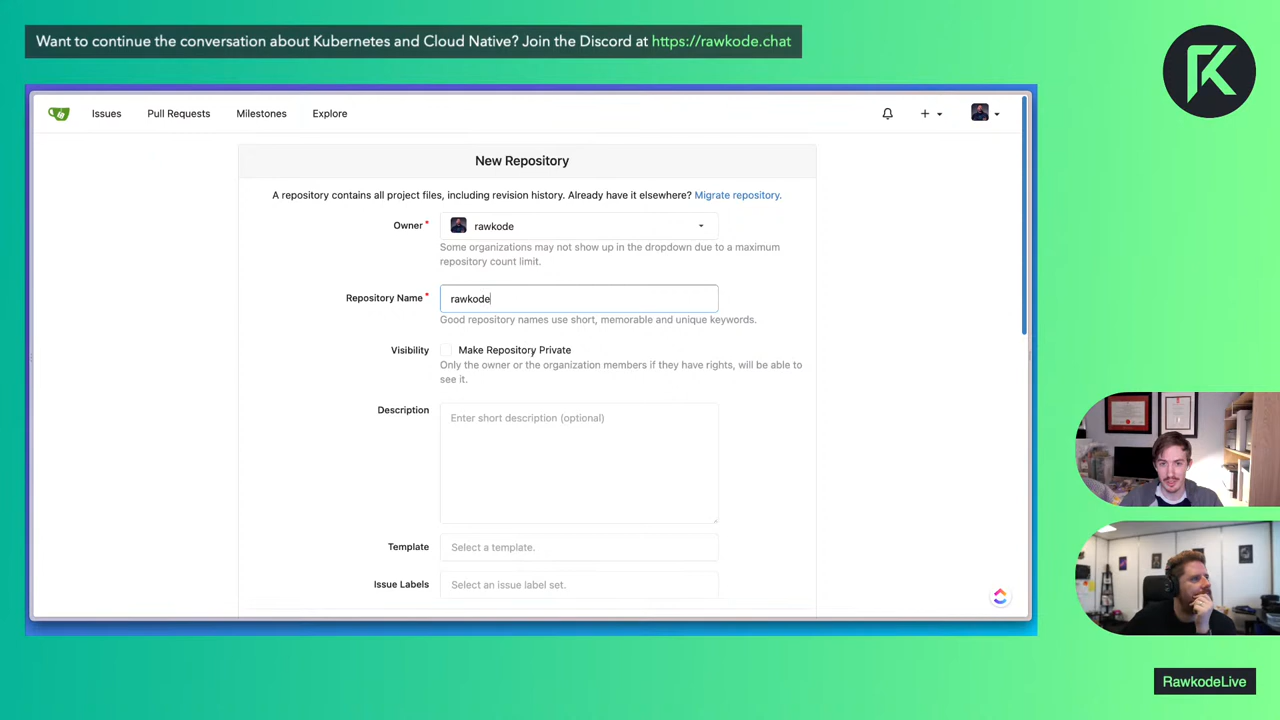 Want to continue the conversation about Kubernetes and Cloud Native? Join the Discord at https://rawkode.chat
Issues
Pull Requests
Milestones
Explore
New Repository
A repository contains all project files, including revision history. Already have it elsewhere? Migrate repository.
Owner *
rawkode
Some organizations may not show up in the dropdown due to a maximum
repository count limit.
Repository Name *
rawkode
Good repository names use short, memorable and unique keywords.
Visibility
Make Repository Private
Only the owner or the organization members if they have rights, will be able to
see it.
Description
Enter short description (optional)
Template
Select a template.
Issue Labels
Select an issue label set.
RawkodeLive